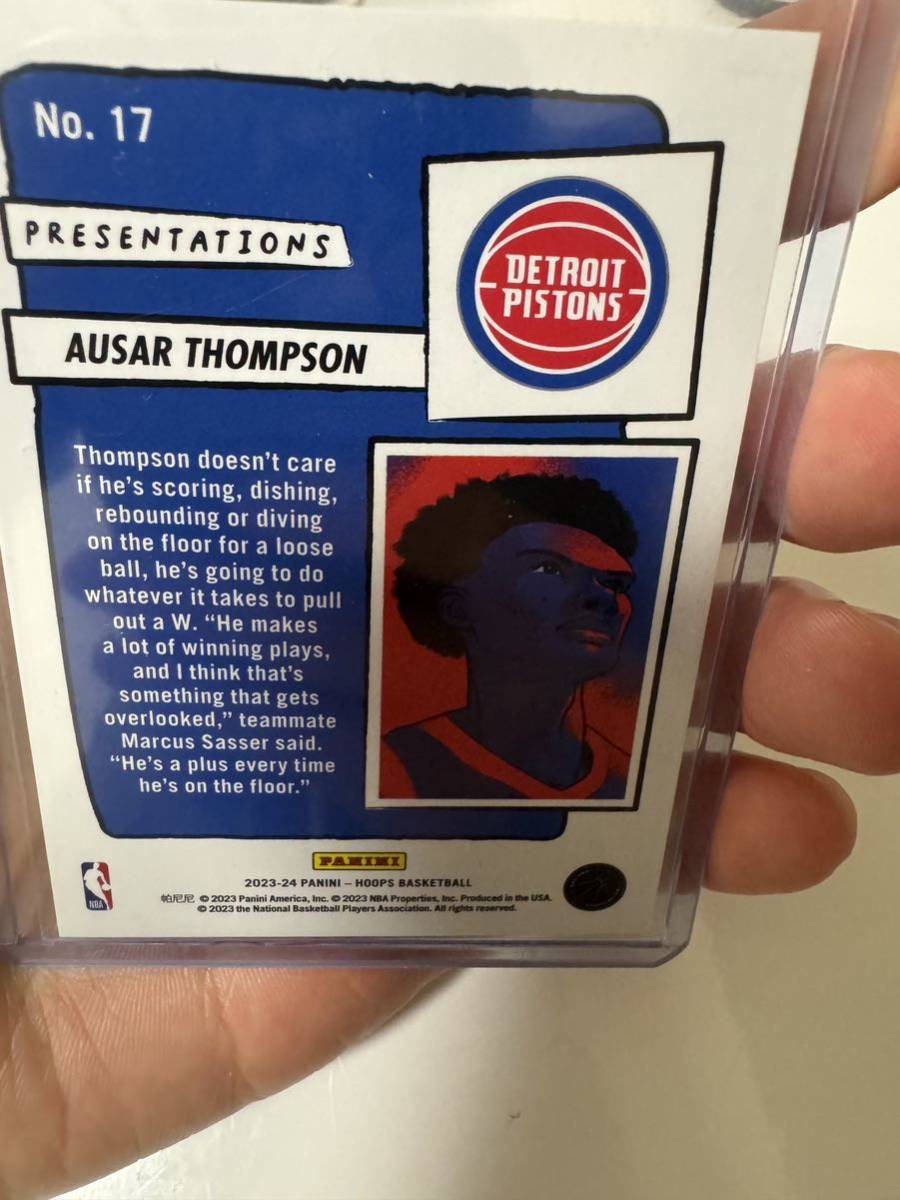 No. 17
PRESENTATIONS
DETROIT
PISTONS
AUSAR THOMPSON
Thompson doesn't care
if he's scoring, dishing,
rebounding or diving
on the floor for a loose
ball, he's going to do
whatever it takes to pull
out a W. “He makes
a lot of winning plays,
and I think that's
something that gets
overlooked,” teammate
Marcus Sasser said.
“He's a plus every time
he's on the floor.”
PANINI
2023-24 PANINI – HOOPS BASKETBALL
帕尼尼 © 2023 Panini America, Inc. © 2023 NBA Properties, Inc. Produced in the USA.
© 2023 the National Basketball Players Association. All rights reserved.
NBA